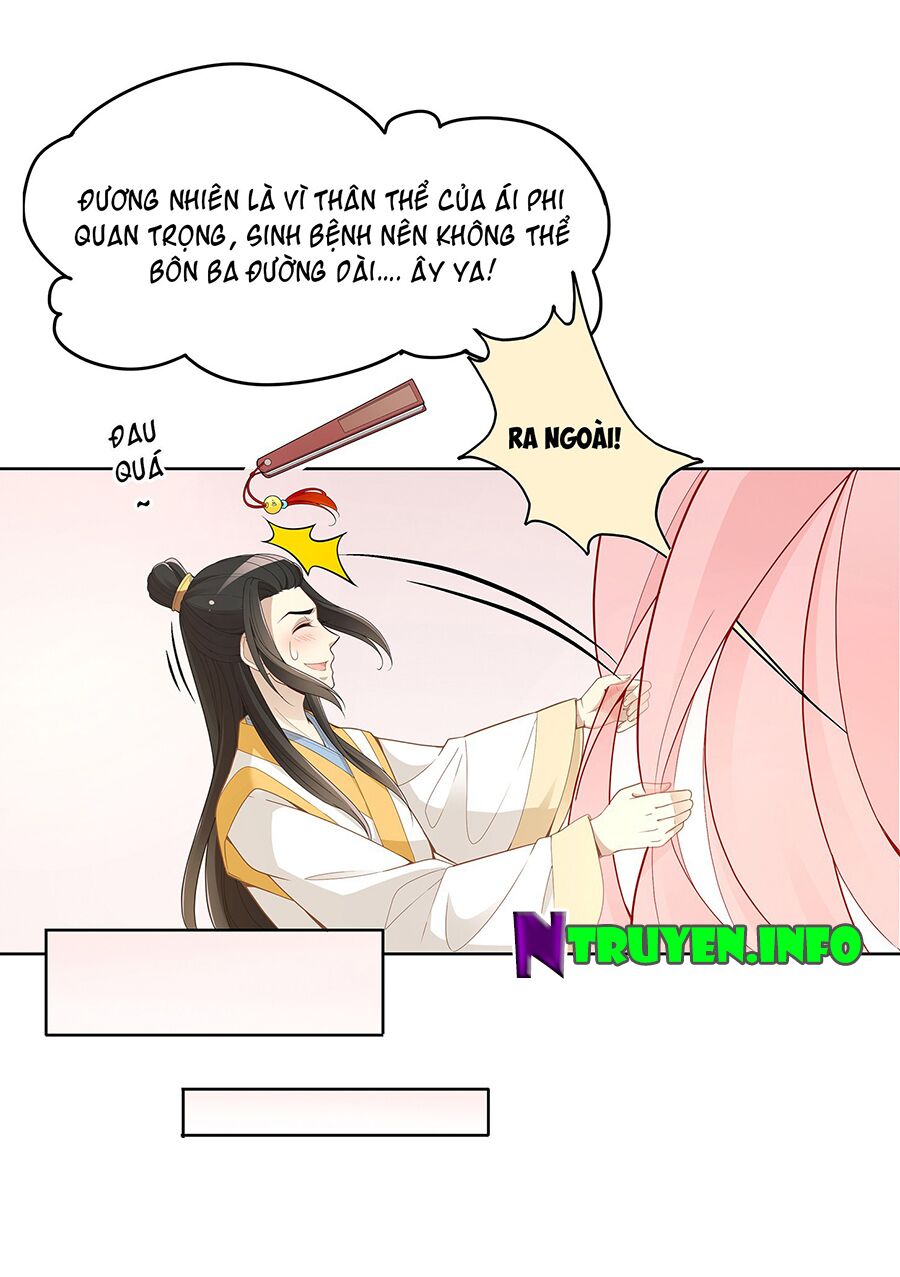 ĐƯƠNG NHIÊN LÀ VÌ THÂN THỂ CỦA ÁI PHI
QUAN TRỌNG, SINH BỆNH NÊN KHÔNG THỂ
BÔN BA ĐƯỜNG DÀI.... ÂY YA!
RA NGOÀI!
ĐAU
QUÁ
~
NTRUYEN.INFO